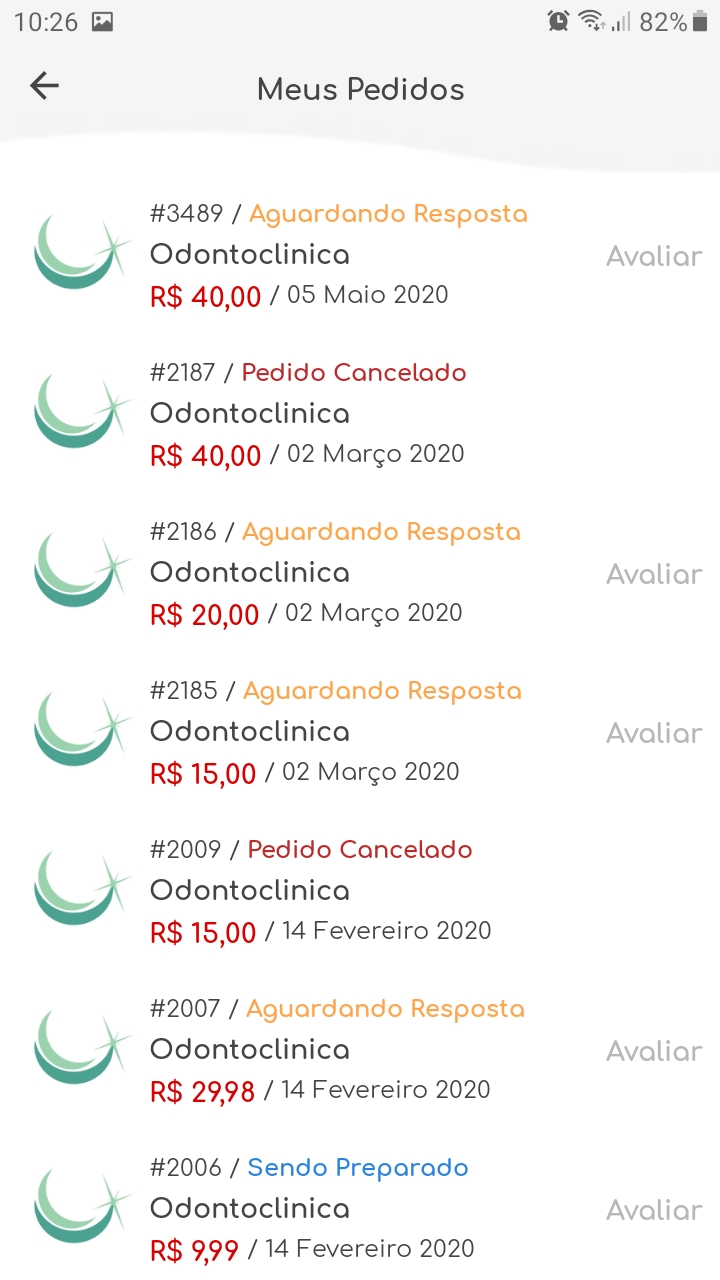 10:26 82%
Meus Pedidos
#3489 / Aguardando Resposta
Odontoclinica
Avaliar
R$ 40,00 / 05 Maio 2020
#2187 / Pedido Cancelado
Odontoclinica
R$ 40,00 / 02 Março 2020
#2186 / Aguardando Resposta
Odontoclinica
Avaliar
R$ 20,00 / 02 Março 2020
#2185 / Aguardando Resposta
Odontoclinica
Avaliar
R$ 15,00 / 02 Março 2020
#2009 / Pedido Cancelado
Odontoclinica
R$ 15,00 / 14 Fevereiro 2020
#2007 / Aguardando Resposta
Odontoclinica
Avaliar
R$ 29,98 / 14 Fevereiro 2020
#2006 / Sendo Preparado
Odontoclinica
Avaliar
R$ 9,99 / 14 Fevereiro 2020